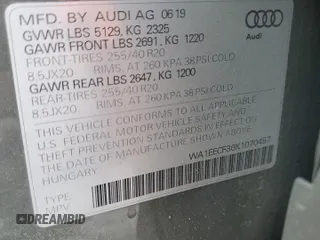 MFD. BY AUDI AG 06 19
GVWR LBS 5129, KG 2325
GAWR FRONT LBS 2691, KG 1220
FRONT-TIRES 255/40 R20
8.5JX20 RIMS, AT 260 KPA 38 PSI COLD
GAWR REAR LBS 2647, KG 1200
REAR-TIRES 255/40 R20
8.5JX20 RIMS, AT 260 KPA 38 PSI COLD
THIS VEHICLE CONFORMS TO ALL APPLICABLE
U.S. FEDERAL MOTOR VEHICLE SAFETY AND
THEFT PREVENTION STANDARDS IN EFFECT ON
THE DATE OF MANUFACTURE SHOWN ABOVE
HUNGARY
TYPE:
MPV
Audi
DREAMBID.COM